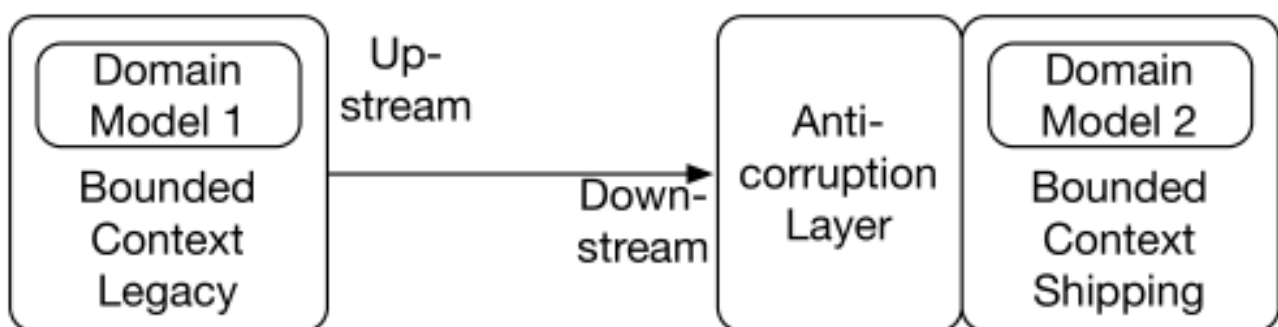 Domain
Model 1
Bounded
Context
Legacy
Up-
stream
Down-
stream
Anti-
corruption
Layer
Domain
Model 2
Bounded
Context
Shipping